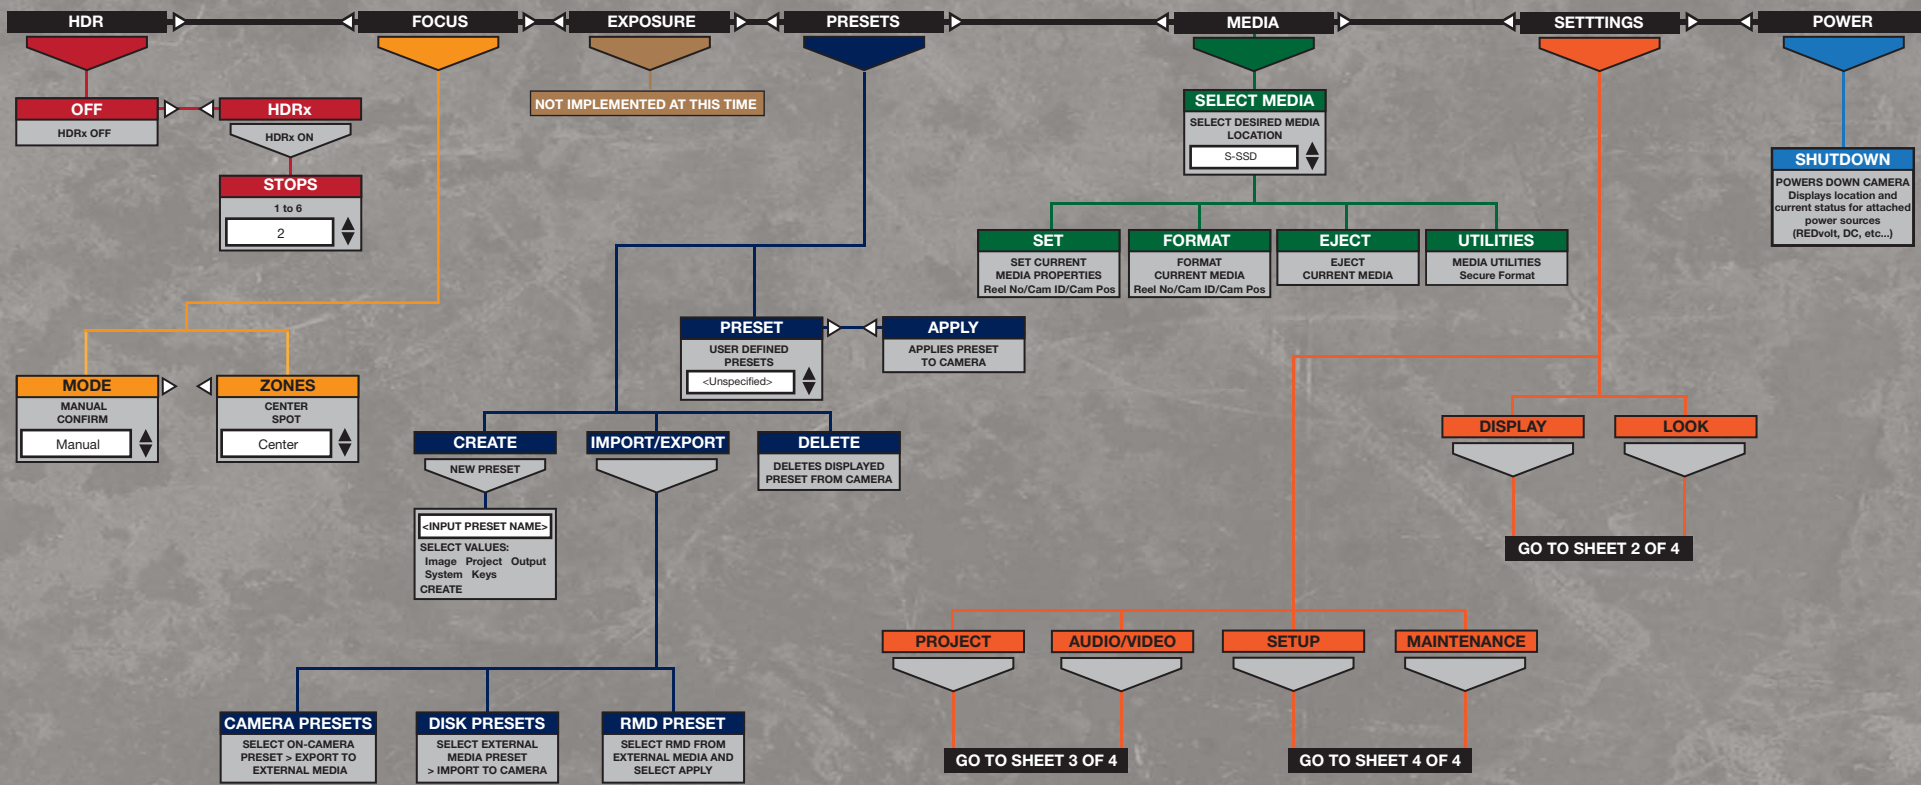 HDR
FOCUS
EXPOSURE
PRESETS
MEDIA
SETTTINGS
POWER
OFF
HDRx OFF
HDRx
HDRx ON
STOPS
1 to 6
2
NOT IMPLEMENTED AT THIS TIME
SELECT MEDIA
SELECT DESIRED MEDIA
LOCATION
S-SSD
SHUTDOWN
POWERS DOWN CAMERA
Displays location and
current status for attached
power sources
(REDvolt, DC, etc...)
SET
SET CURRENT
MEDIA PROPERTIES
Reel No/Cam ID/Cam Pos
FORMAT
FORMAT
CURRENT MEDIA
Reel No/Cam ID/Cam Pos
EJECT
EJECT
CURRENT MEDIA
UTILITIES
MEDIA UTILITIES
Secure Format
PRESET
USER DEFINED
PRESETS
<Unspecified>
APPLY
APPLIES PRESET
TO CAMERA
MODE
MANUAL
CONFIRM
Manual
ZONES
CENTER
SPOT
Center
CREATE
NEW PRESET
<INPUT PRESET NAME>
SELECT VALUES:
Image Project Output
System Keys
CREATE
IMPORT/EXPORT
DELETE
DELETES DISPLAYED
PRESET FROM CAMERA
DISPLAY
LOOK
GO TO SHEET 2 OF 4
PROJECT
AUDIO/VIDEO
SETUP
MAINTENANCE
CAMERA PRESETS
SELECT ON-CAMERA
PRESET > EXPORT TO
EXTERNAL MEDIA
DISK PRESETS
SELECT EXTERNAL
MEDIA PRESET
> IMPORT TO CAMERA
RMD PRESET
SELECT RMD FROM
EXTERNAL MEDIA AND
SELECT APPLY
GO TO SHEET 3 OF 4
GO TO SHEET 4 OF 4